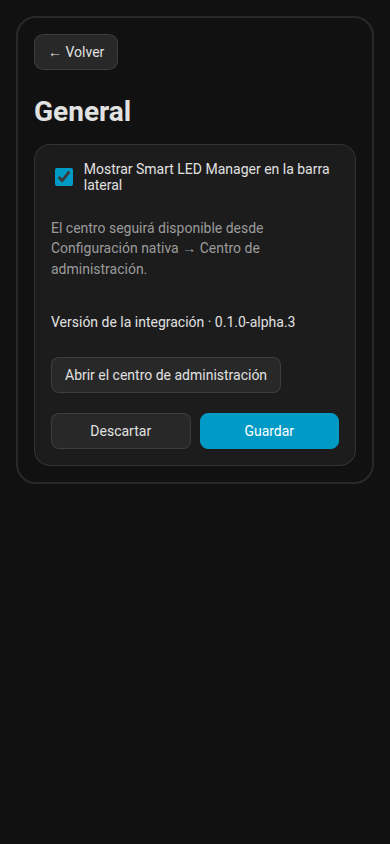 ← Volver
General
Mostrar Smart LED Manager en la barra
lateral
El centro seguirá disponible desde
Configuración nativa → Centro de
administración.
Versión de la integración · 0.1.0-alpha.3
Abrir el centro de administración
Descartar
Guardar